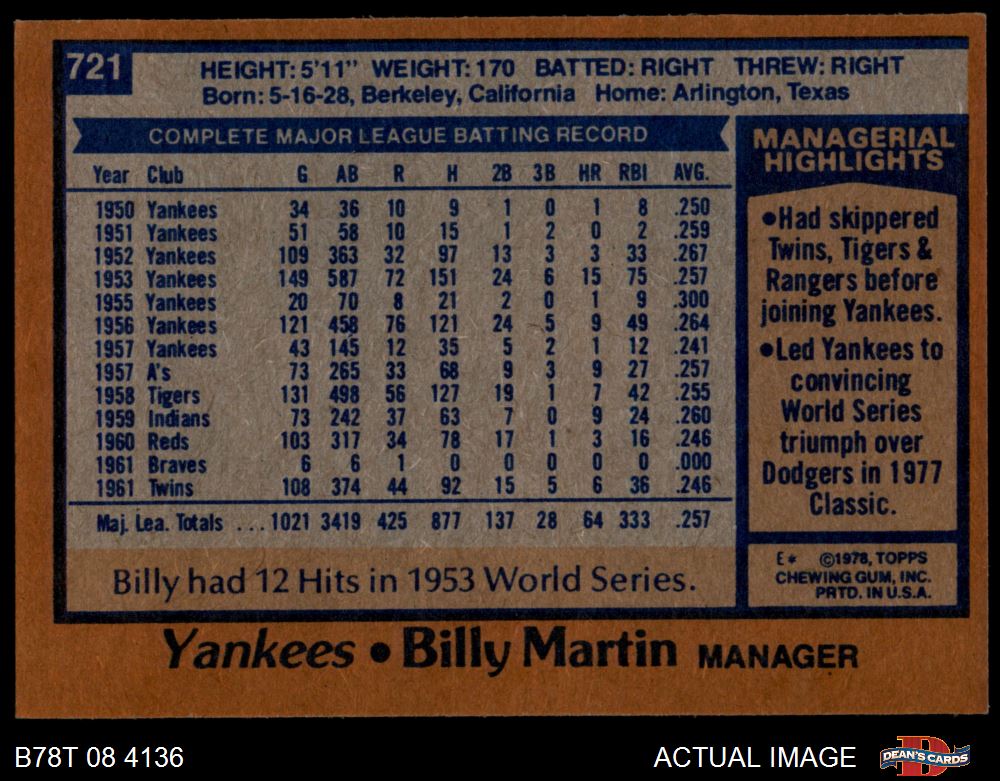 721
HEIGHT: 5'11" WEIGHT: 170 BATTED: RIGHT THREW: RIGHT
Born: 5-16-28, Berkeley, California Home: Arlington, Texas
COMPLETE MAJOR LEAGUE BATTING RECORD
Year Club G AB R H 2B 3B HR RBI AVG.
1950 Yankees 34 36 10 9 1 0 1 8 .250
1951 Yankees 51 58 10 15 1 2 0 2 .259
1952 Yankees 109 363 32 97 13 3 3 33 .267
1953 Yankees 149 587 72 151 24 6 15 75 .257
1955 Yankees 20 70 8 21 2 0 1 9 .300
1956 Yankees 121 458 76 121 24 5 9 49 .264
1957 Yankees 43 145 12 35 5 2 1 12 .241
1957 A's 73 265 33 68 9 3 9 27 .257
1958 Tigers 131 498 56 127 19 1 7 42 .255
1959 Indians 73 242 37 63 7 0 9 24 .260
1960 Reds 103 317 34 78 17 1 3 16 .246
1961 Braves 6 6 1 0 0 0 0 0 .000
1961 Twins 108 374 44 92 15 5 6 36 .246
Maj. Lea. Totals ... 1021 3419 425 877 137 28 64 333 .257
Billy had 12 Hits in 1953 World Series.
MANAGERIAL
HIGHLIGHTS
•Had skippered
Twins, Tigers &
Rangers before
joining Yankees.
•Led Yankees to
convincing
World Series
triumph over
Dodgers in 1977
Classic.
E* ©1978, TOPPS
CHEWING GUM, INC.
PRTD. IN U.S.A.
Yankees • Billy Martin MANAGER
B78T 08 4136
ACTUAL IMAGE
DEAN'S CARDS